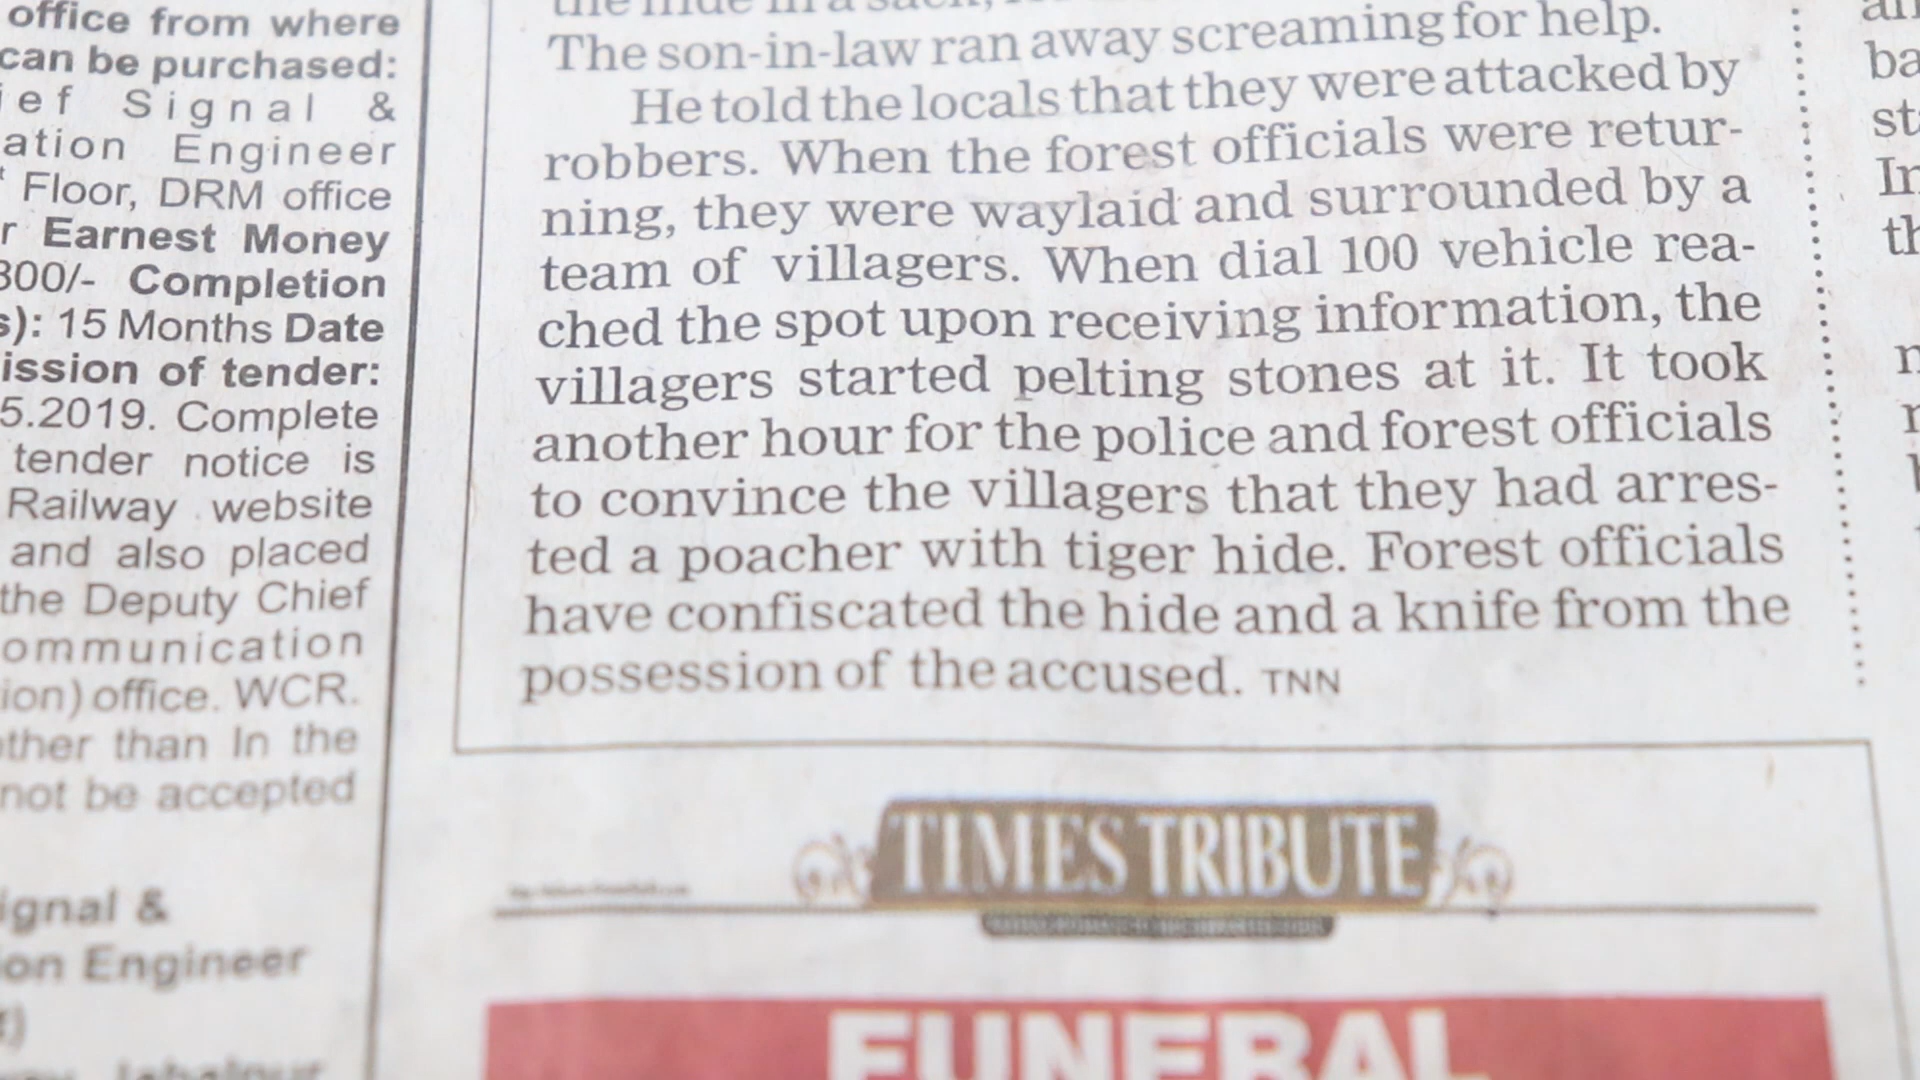 office from where
can be purchased:
Signal &
Engineer
Floor, DRM office
Earnest Money
300/- Completion
15 Months Date
of tender:
5.2019. Complete
tender notice is
Railway website
and also placed
the Deputy Chief
ommunication
office. WCR.
than In the
not be accepted
&
Engineer
The son-in-law ran away screaming for help.
He told the locals that they were attacked by
robbers. When the forest officials were retur-
ning, they were waylaid and surrounded by a
team of villagers. When dial 100 vehicle rea-
ched the spot upon receiving information, the
villagers started pelting stones at it. It took
another hour for the police and forest officials
to convince the villagers that they had arres-
ted a poacher with tiger hide. Forest officials
have confiscated the hide and a knife from the
possession of the accused. TNN
TIMES TRIBUTE
FUNERAL